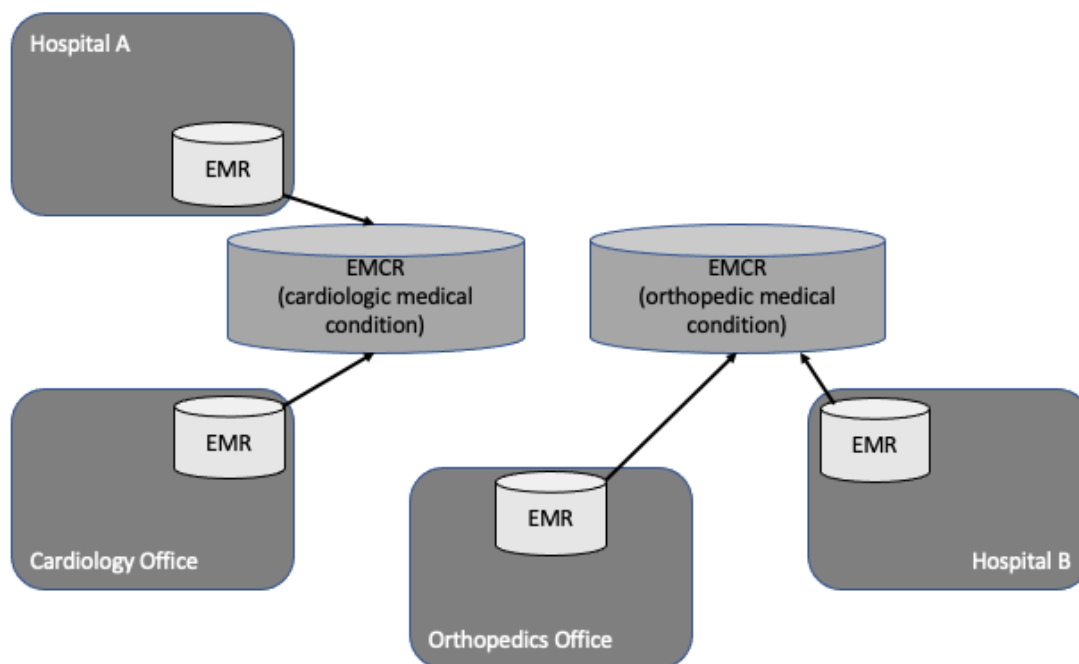 Hospital A
EMR
EMCR
(cardiologic medical
condition)
EMCR
(orthopedic medical
condition)
EMR
Cardiology Office
EMR
Orthopedics Office
EMR
Hospital B